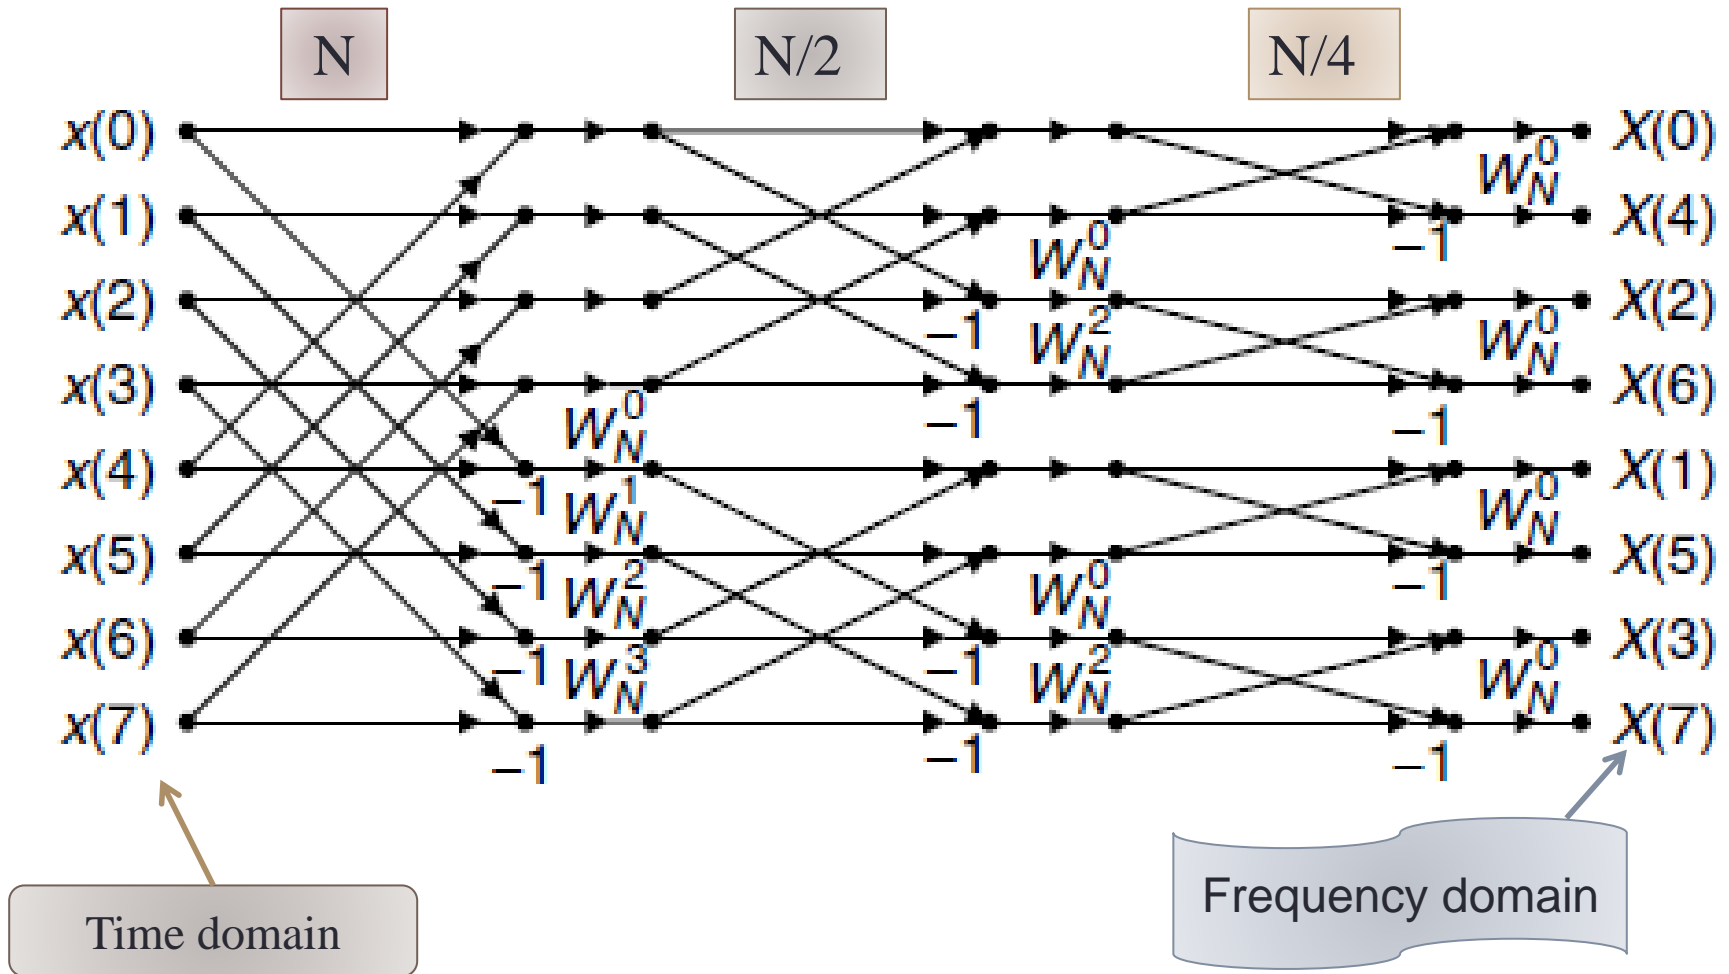 N N/2 N/4
x(0) X(0)
W_N^0
x(1) X(4)
W_N^0 −1
x(2) X(2)
−1 W_N^2 W_N^0
x(3) X(6)
W_N^0 −1 −1
x(4) X(1)
−1 W_N^1 W_N^0
x(5) X(5)
−1 W_N^2 W_N^0 −1
x(6) X(3)
−1 W_N^3 −1 W_N^2 W_N^0
x(7) X(7)
−1 −1 −1
Time domain
Frequency domain